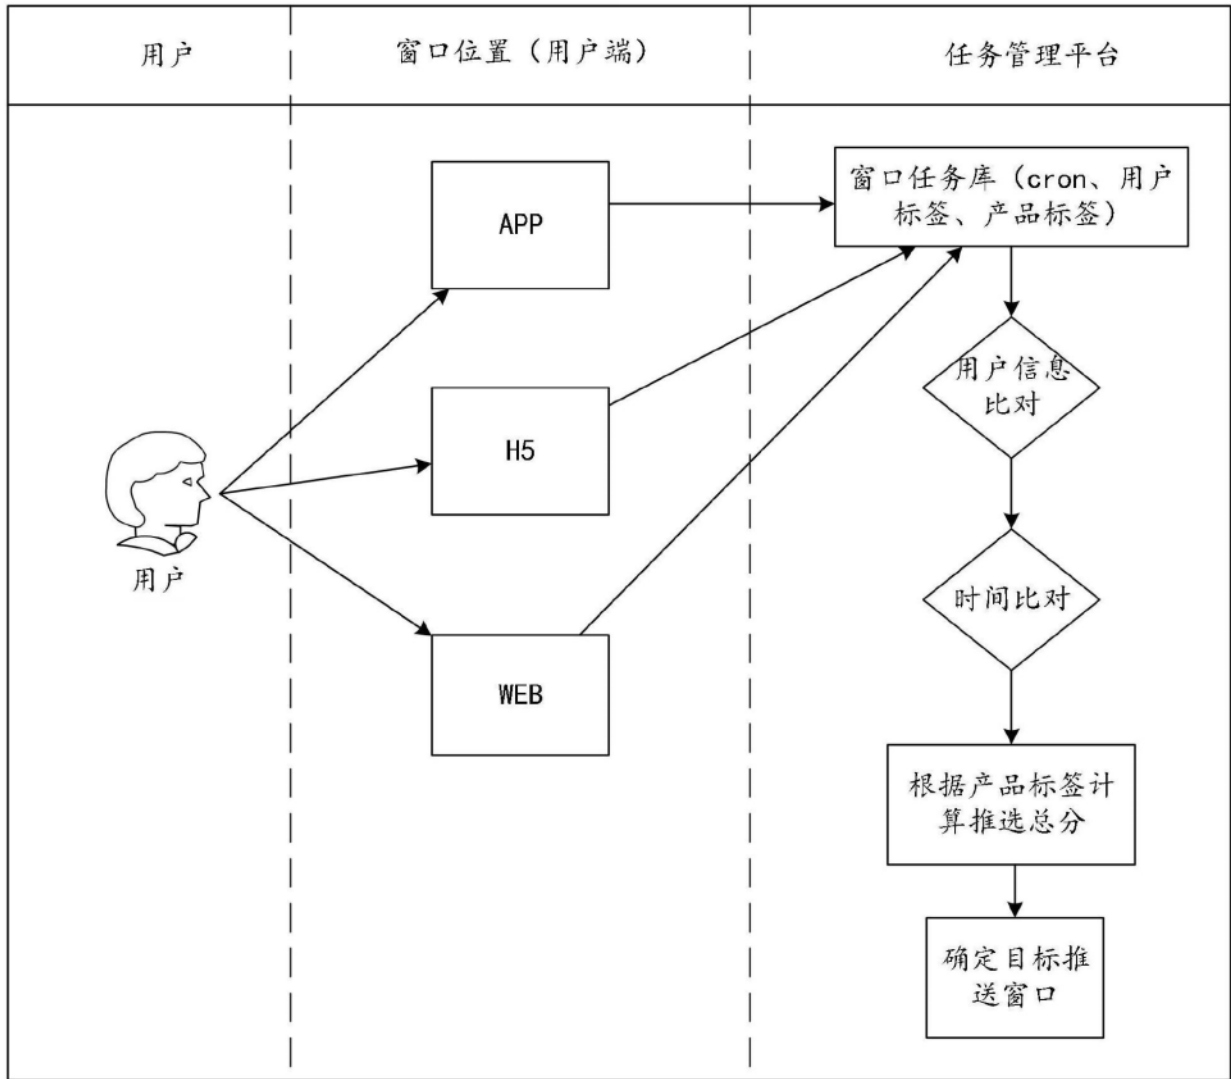 用户
窗口位置（用户端）
任务管理平台
APP
窗口任务库（cron、用户
标签、产品标签）
用户信息
比对
H5
用户
时间比对
WEB
根据产品标签计
算推选总分
确定目标推
送窗口